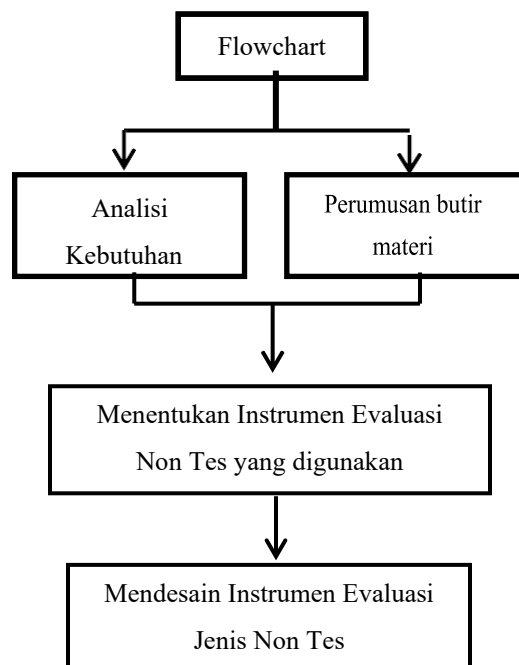 Flowchart
Analisi
Kebutuhan
Perumusan butir
materi
Menentukan Instrumen Evaluasi
Non Tes yang digunakan
Mendesain Instrumen Evaluasi
Jenis Non Tes